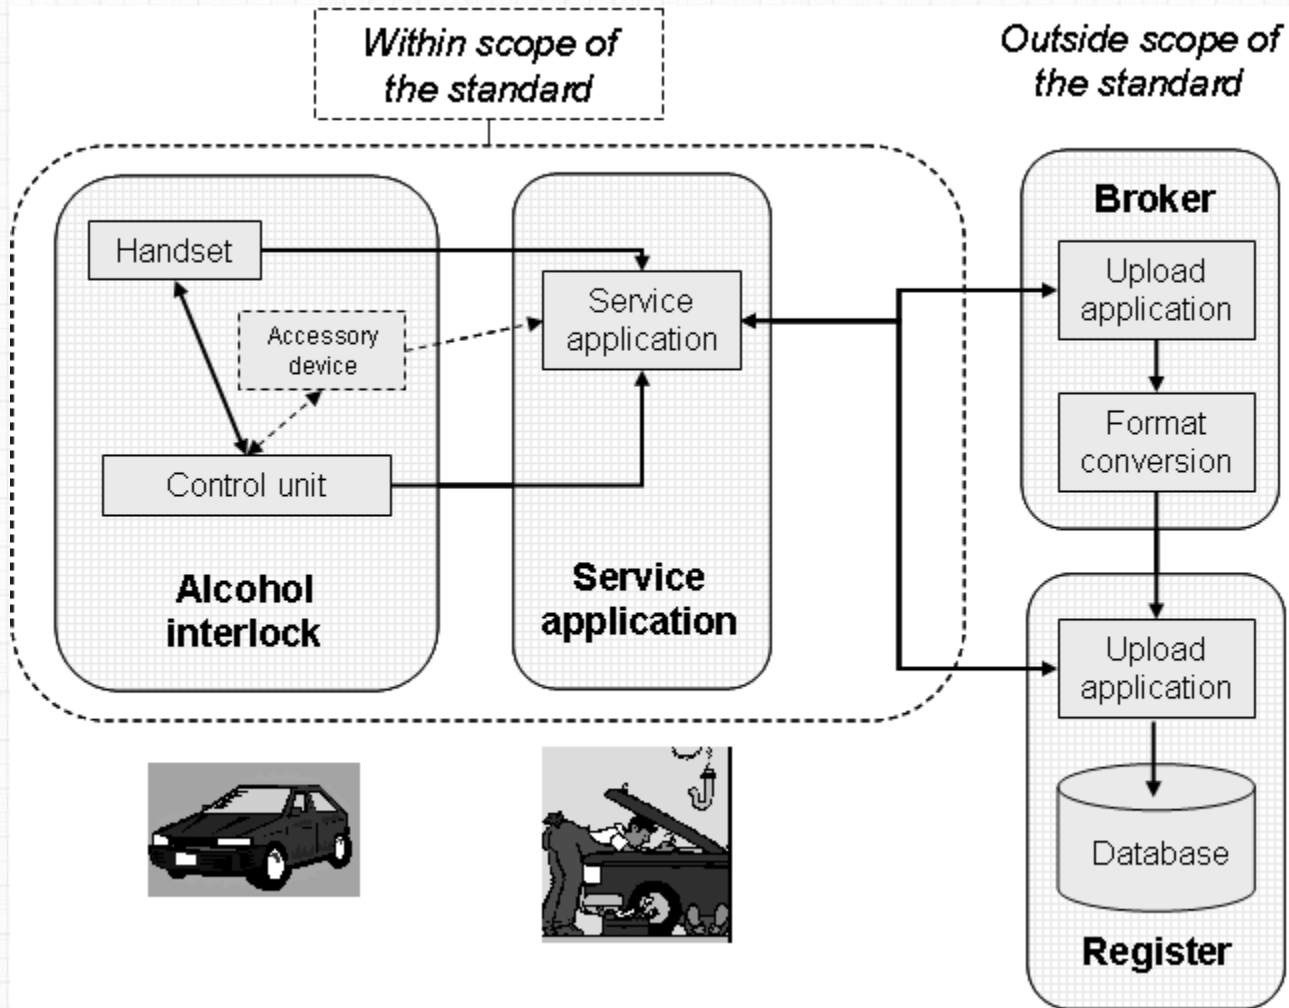 Within scope of
the standard
Outside scope of
the standard
Handset
Accessory
device
Control unit
Alcohol
interlock
Service
application
Service
application
Broker
Upload
application
Format
conversion
Upload
application
Database
Register